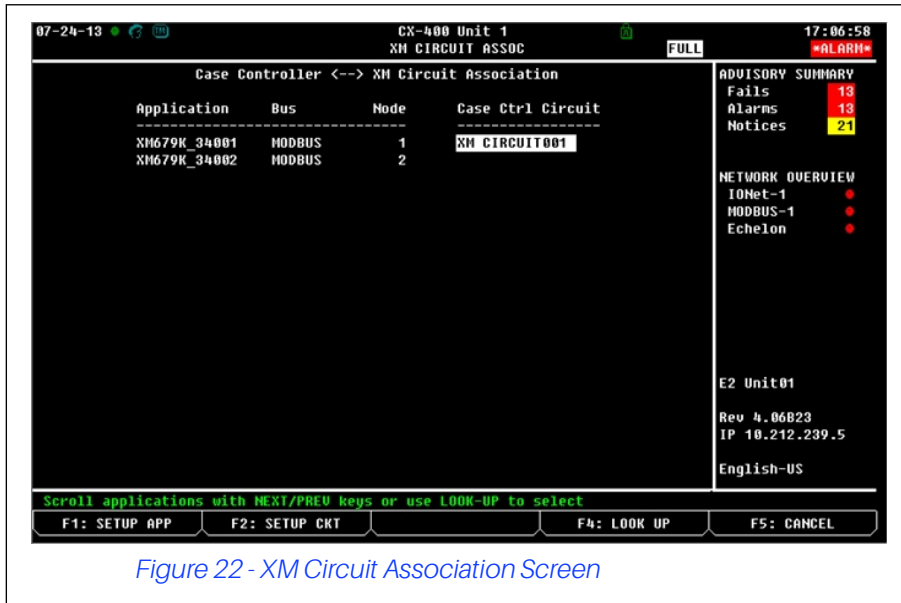 07-24-13 TM CX-400 Unit 1 17:06:58
XM CIRCUIT ASSOC FULL *ALARM*
Case Controller <--> XM Circuit Association
Application Bus Node Case Ctrl Circuit
XM679K_34001 MODBUS 1 XM CIRCUIT001
XM679K_34002 MODBUS 2
ADVISORY SUMMARY
Fails 13
Alarms 13
Notices 21
NETWORK OVERVIEW
IONet-1
MODBUS-1
Echelon
E2 Unit01
Rev 4.06B23
IP 10.212.239.5
English-US
Scroll applications with NEXT/PREV keys or use LOOK-UP to select
F1: SETUP APP F2: SETUP CKT F4: LOOK UP F5: CANCEL
Figure 22 - XM Circuit Association Screen